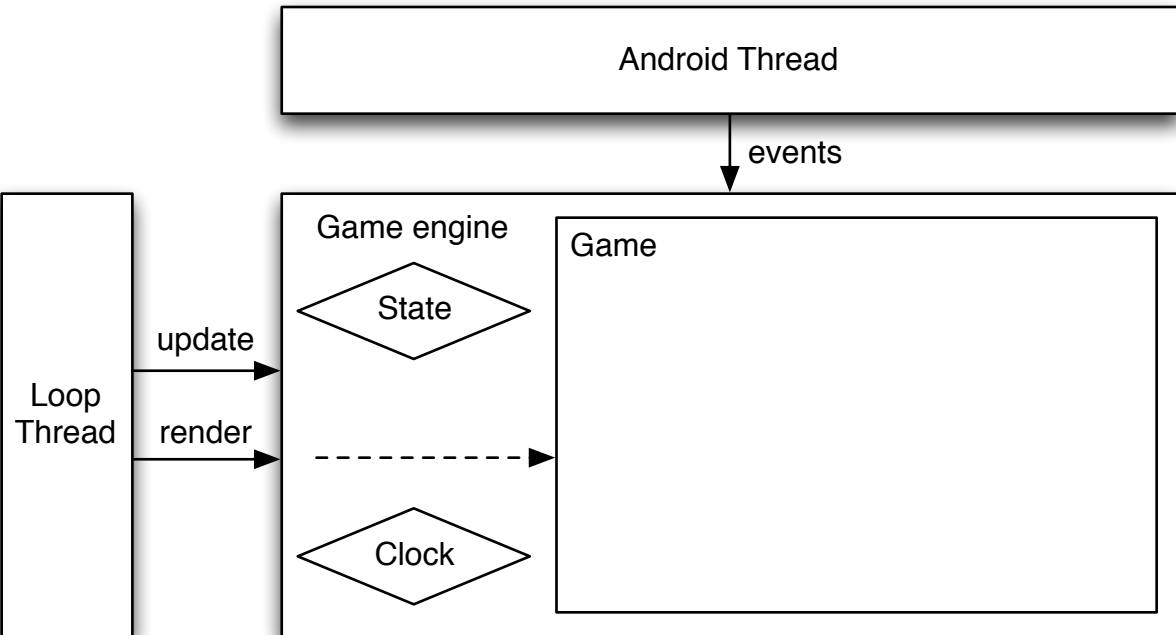 Android Thread
events
Game engine
Game
State
update
Loop
Thread
render
Clock